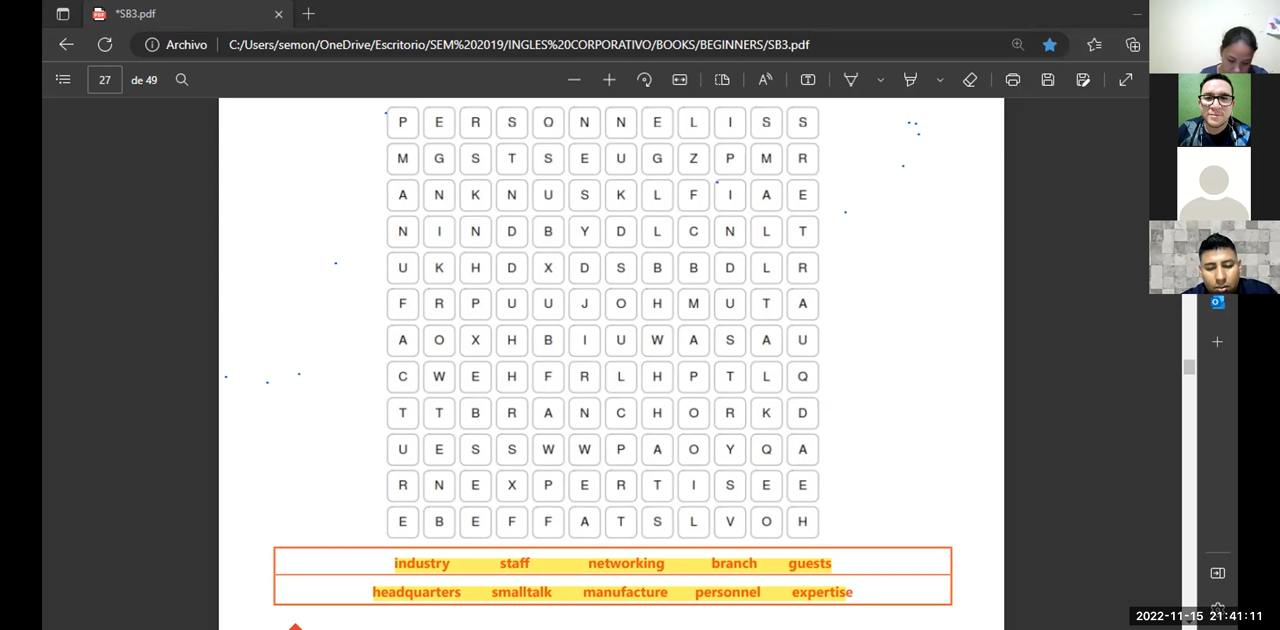 *SB3.pdf
Archivo C:/Users/semon/OneDrive/Escritorio/SEM%202019/INGLES%20CORPORATIVO/BOOKS/BEGINNERS/SB3.pdf
27 de 49
P E R S O N N E L I S S
M G S T S E U G Z P M R
A N K N U S K L F I A E
N I N D B Y D L C N L T
U K H D X D S B B D L R
F R P U U J O H M U T A
A O X H B I U W A S A U
C W E H F R L H P T L Q
T T B R A N C H O R K D
U E S S W W P A O Y Q A
R N E X P E R T I S E E
E B E F F A T S L V O H
industry staff networking branch guests
headquarters smalltalk manufacture personnel expertise
2022-11-15 21:41:11